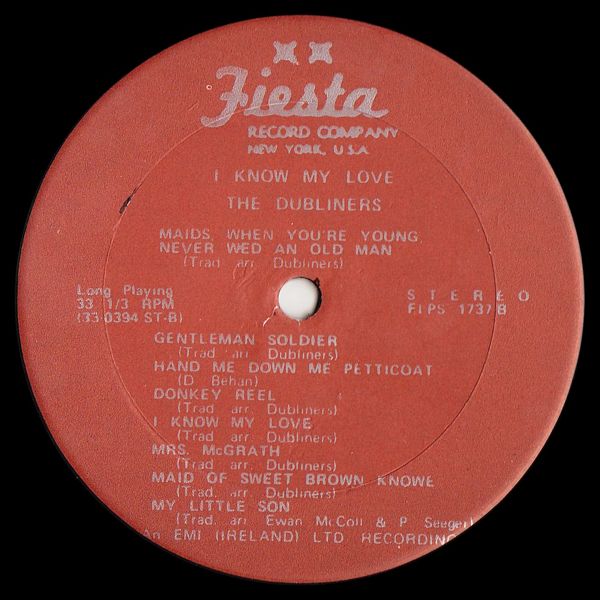 Fiesta
RECORD COMPANY
NEW YORK, U.S.A.
I KNOW MY LOVE
THE DUBLINERS
MAIDS, WHEN YOU'RE YOUNG
NEVER WED AN OLD MAN
(Trad. arr. Dubliners)
Long Playing
33 1/3 RPM
(33-0394 ST-B)
STEREO
FLPS 1737 B
GENTLEMAN SOLDIER
(Trad. arr. Dubliners)
HAND ME DOWN ME PETTICOAT
(D. Behan)
DONKEY REEL
(Trad. arr. Dubliners)
I KNOW MY LOVE
(Trad. arr. Dubliners)
MRS. McGRATH
(Trad. arr. Dubliners)
MAID OF SWEET BROWN KNOWE
(Trad. arr. Dubliners)
MY LITTLE SON
(Trad. arr. Ewan McColl & P. Seeger)
An EMI (IRELAND) LTD RECORDING